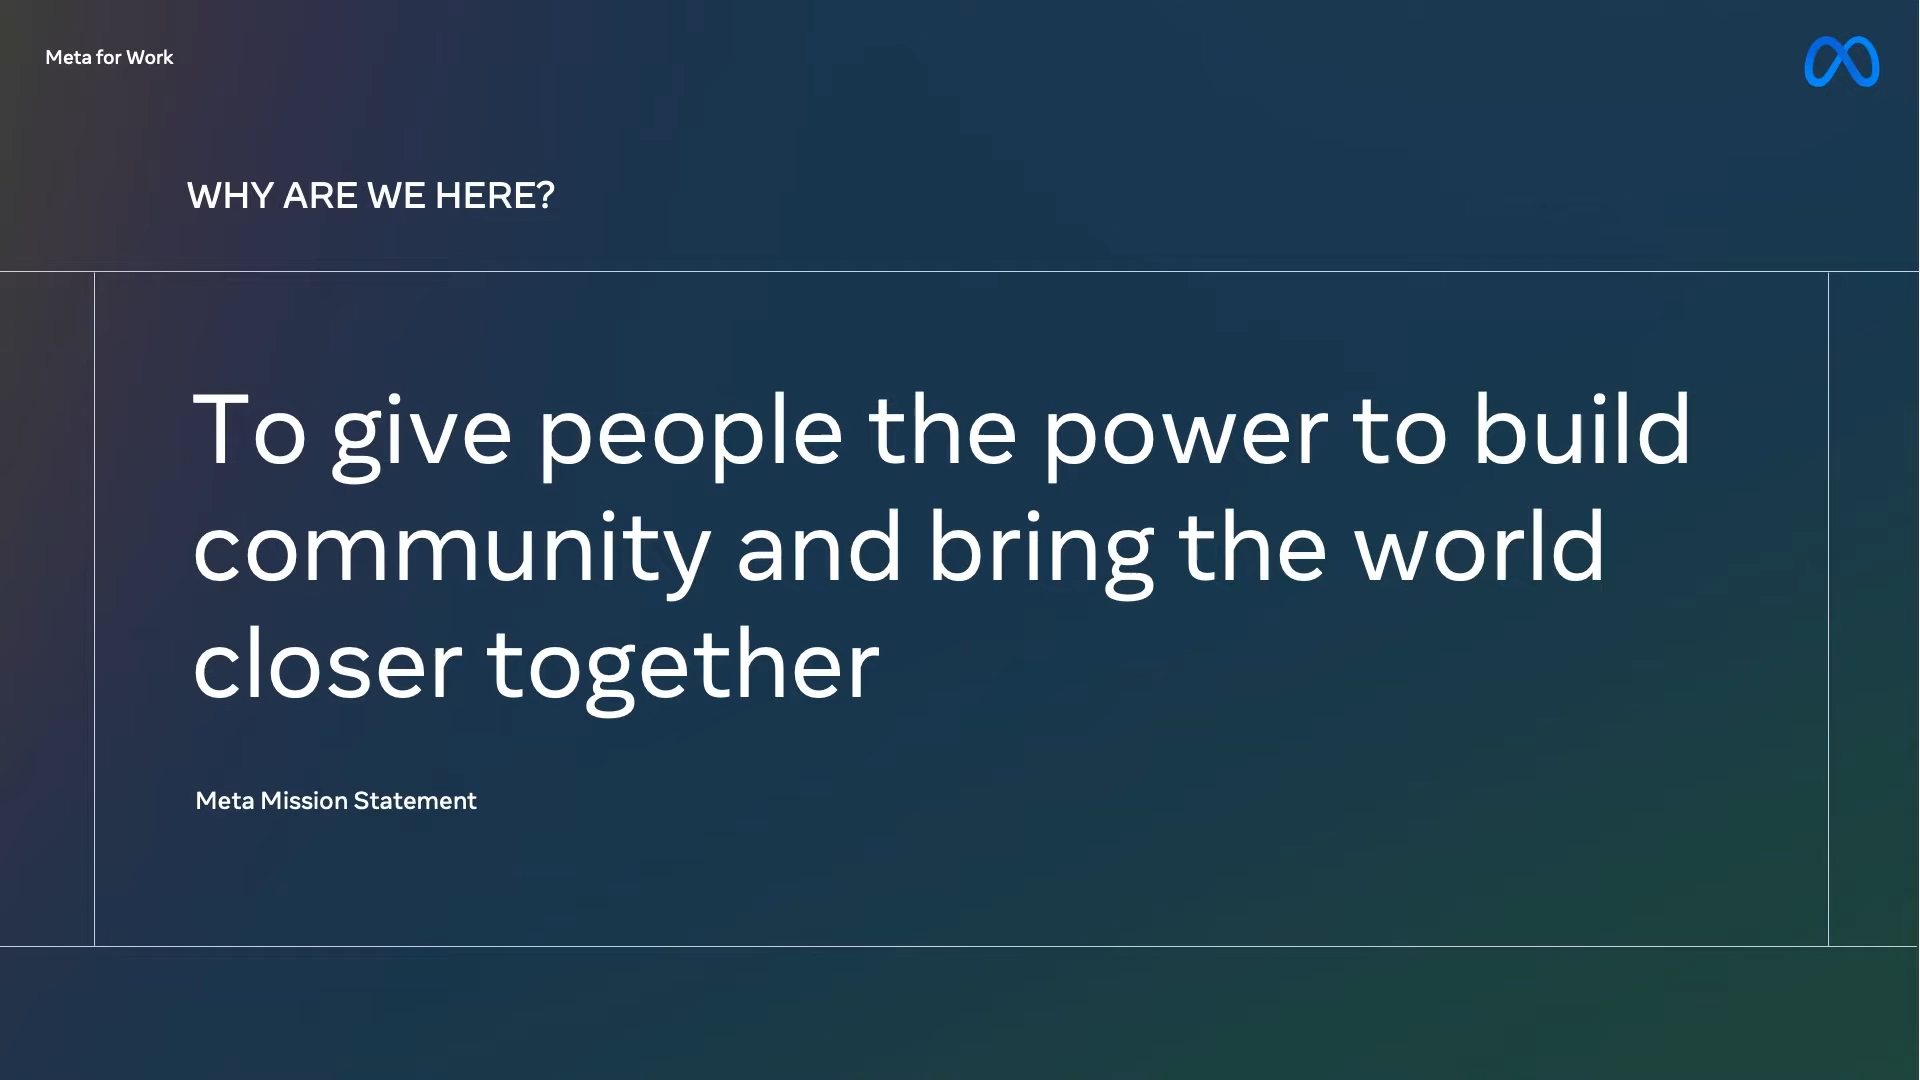 Meta for Work
WHY ARE WE HERE?
To give people the power to build
community and bring the world
closer together
Meta Mission Statement